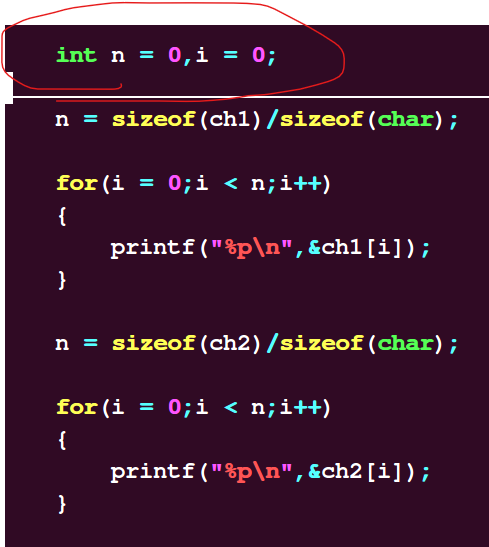 int n = 0,i = 0;
n = sizeof(ch1)/sizeof(char);
for(i = 0;i < n;i++)
{
printf("%p\n",&ch1[i]);
}
n = sizeof(ch2)/sizeof(char);
for(i = 0;i < n;i++)
{
printf("%p\n",&ch2[i]);
}